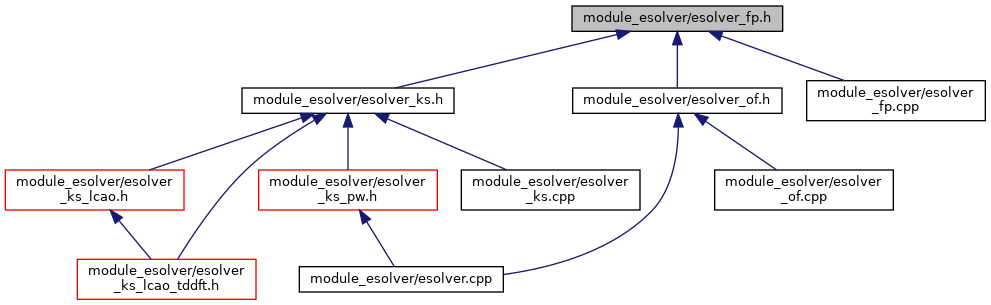 module_esolver/esolver_fp.h
module_esolver/esolver_ks.h
module_esolver/esolver_of.h
module_esolver/esolver
_fp.cpp
module_esolver/esolver
_ks_lcao.h
module_esolver/esolver
_ks_pw.h
module_esolver/esolver
_ks.cpp
module_esolver/esolver
_of.cpp
module_esolver/esolver
_ks_lcao_tddft.h
module_esolver/esolver.cpp